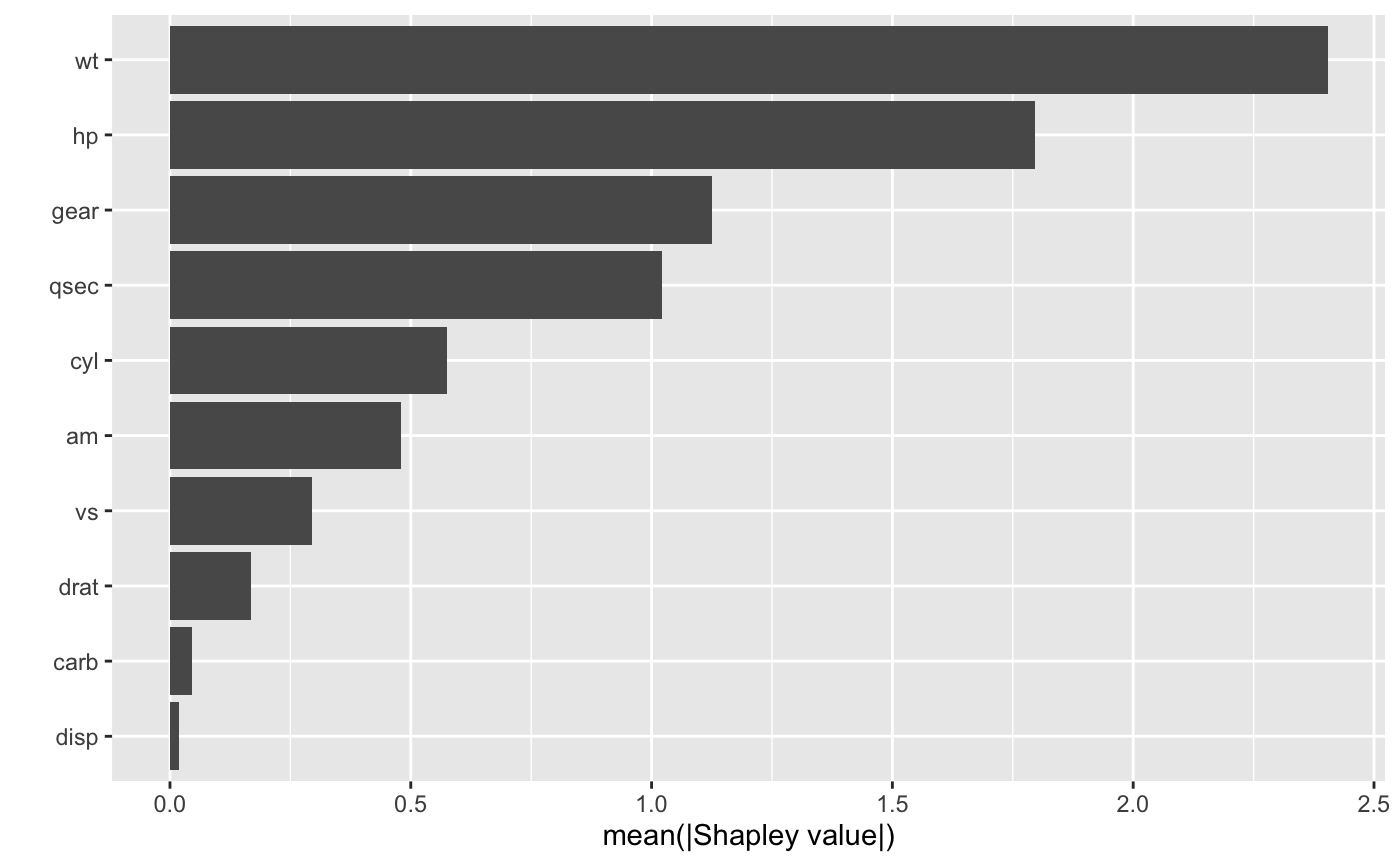 wt
hp
gear
qsec
cyl
am
vs
drat
carb
disp
0.0 0.5 1.0 1.5 2.0 2.5
mean(|Shapley value|)